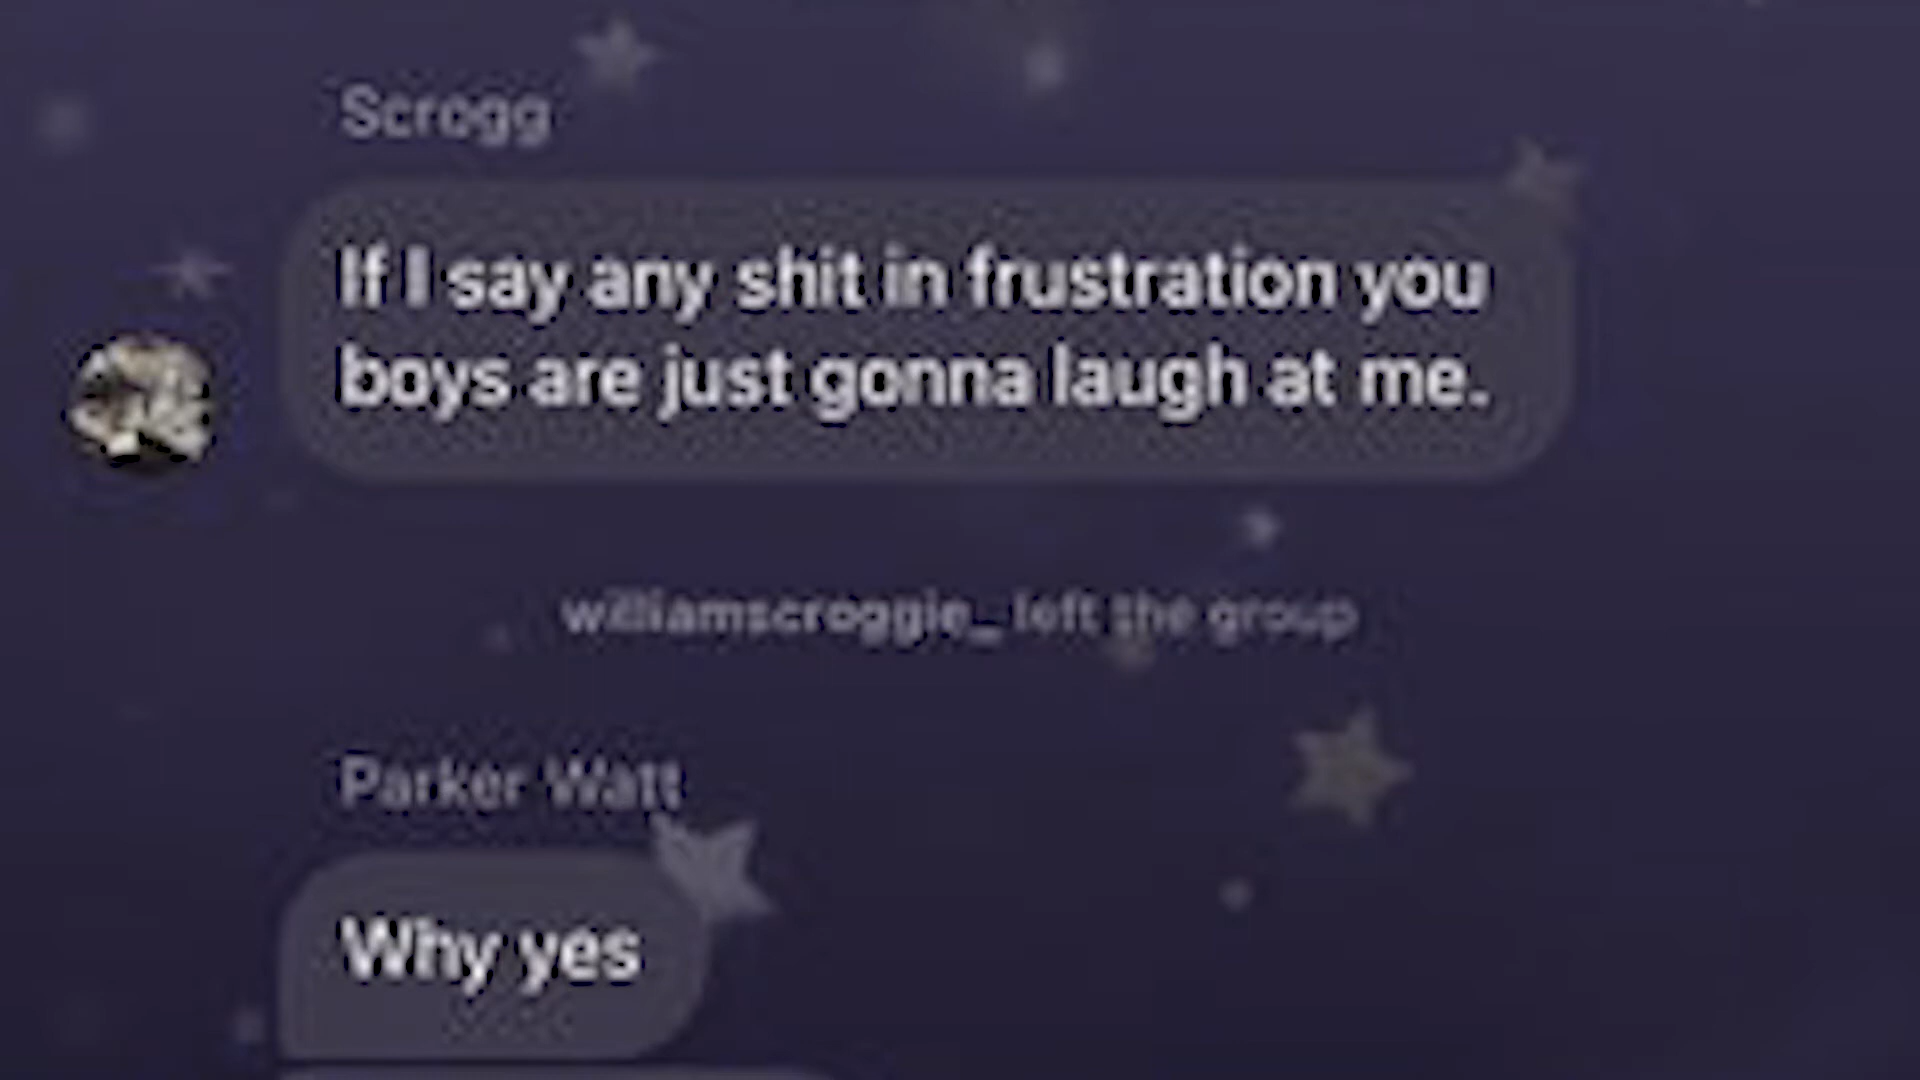 Scrogg
If I say any shit in frustration you
boys are just gonna laugh at me.
williamscroggie_ left the group
Parker Watt
Why yes